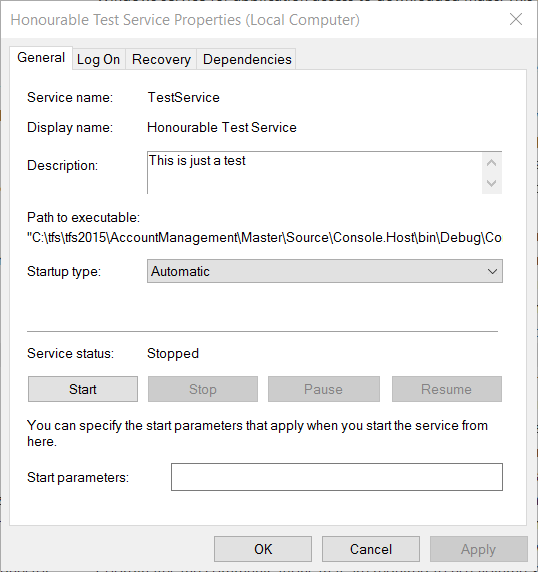 Honourable Test Service Properties (Local Computer)
General Log On Recovery Dependencies
Service name: TestService
Display name: Honourable Test Service
Description: This is just a test
Path to executable:
"C:\tfs\tfs2015\AccountManagement\Master\Source\Console.Host\bin\Debug\Co
Startup type: Automatic
Service status: Stopped
Start Stop Pause Resume
You can specify the start parameters that apply when you start the service from
here.
Start parameters:
OK Cancel Apply